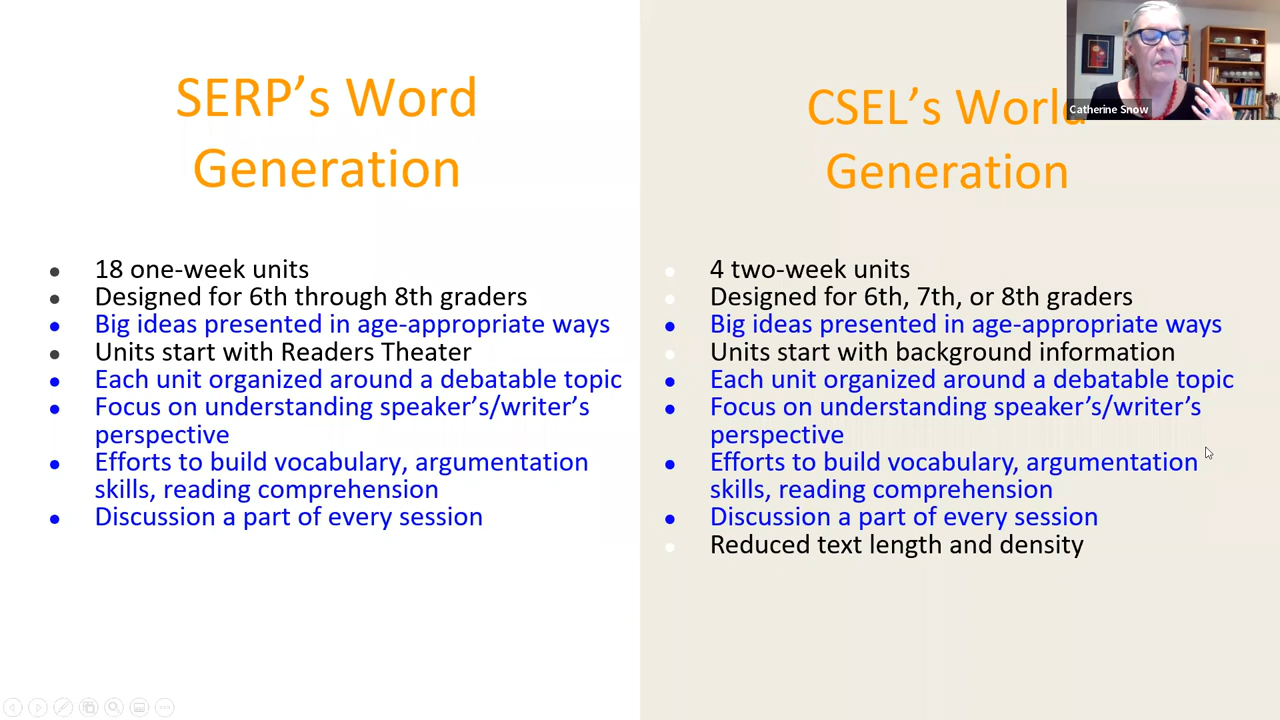 SERP’s Word
Generation
18 one-week units
Designed for 6th through 8th graders
Big ideas presented in age-appropriate ways
Units start with Readers Theater
Each unit organized around a debatable topic
Focus on understanding speaker’s/writer’s
perspective
Efforts to build vocabulary, argumentation
skills, reading comprehension
Discussion a part of every session
CSEL’s World
Generation
4 two-week units
Designed for 6th, 7th, or 8th graders
Big ideas presented in age-appropriate ways
Units start with background information
Each unit organized around a debatable topic
Focus on understanding speaker’s/writer’s
perspective
Efforts to build vocabulary, argumentation
skills, reading comprehension
Discussion a part of every session
Reduced text length and density
Catherine Snow